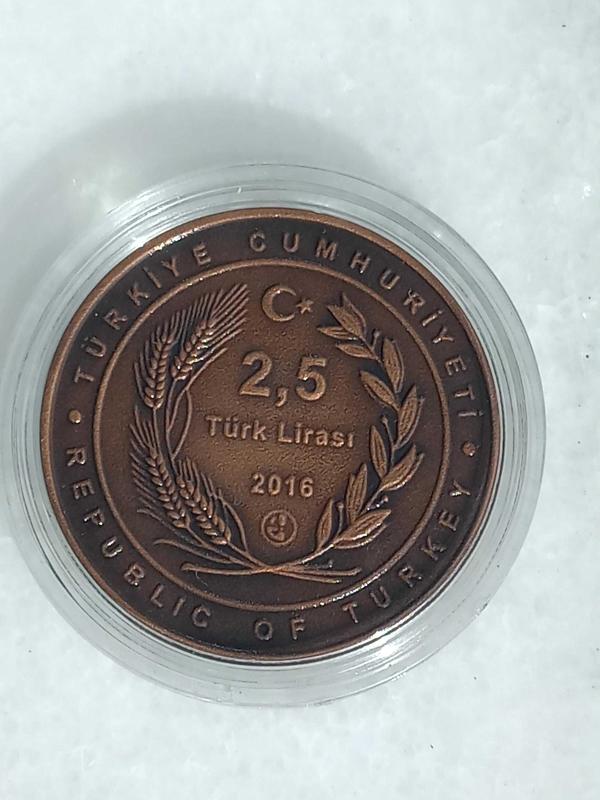 TÜRKİYE CUMHURİYETİ
2,5
Türk Lirası
2016
REPUBLIC OF TURKEY